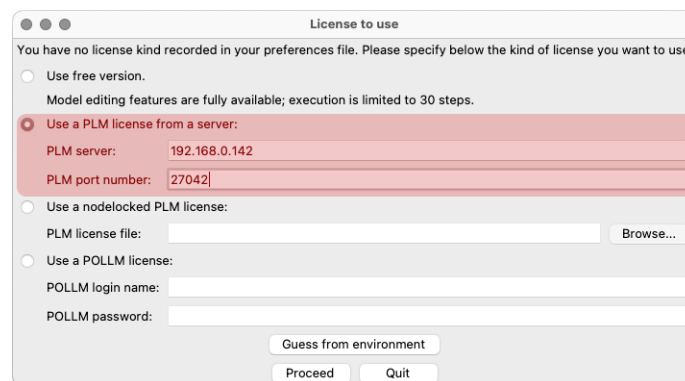 License to use
You have no license kind recorded in your preferences file. Please specify below the kind of license you want to use
Use free version.
Model editing features are fully available; execution is limited to 30 steps.
Use a PLM license from a server:
PLM server: 192.168.0.142
PLM port number: 27042
Use a nodelocked PLM license:
PLM license file: Browse...
Use a POLLM license:
POLLM login name:
POLLM password:
Guess from environment
Proceed Quit